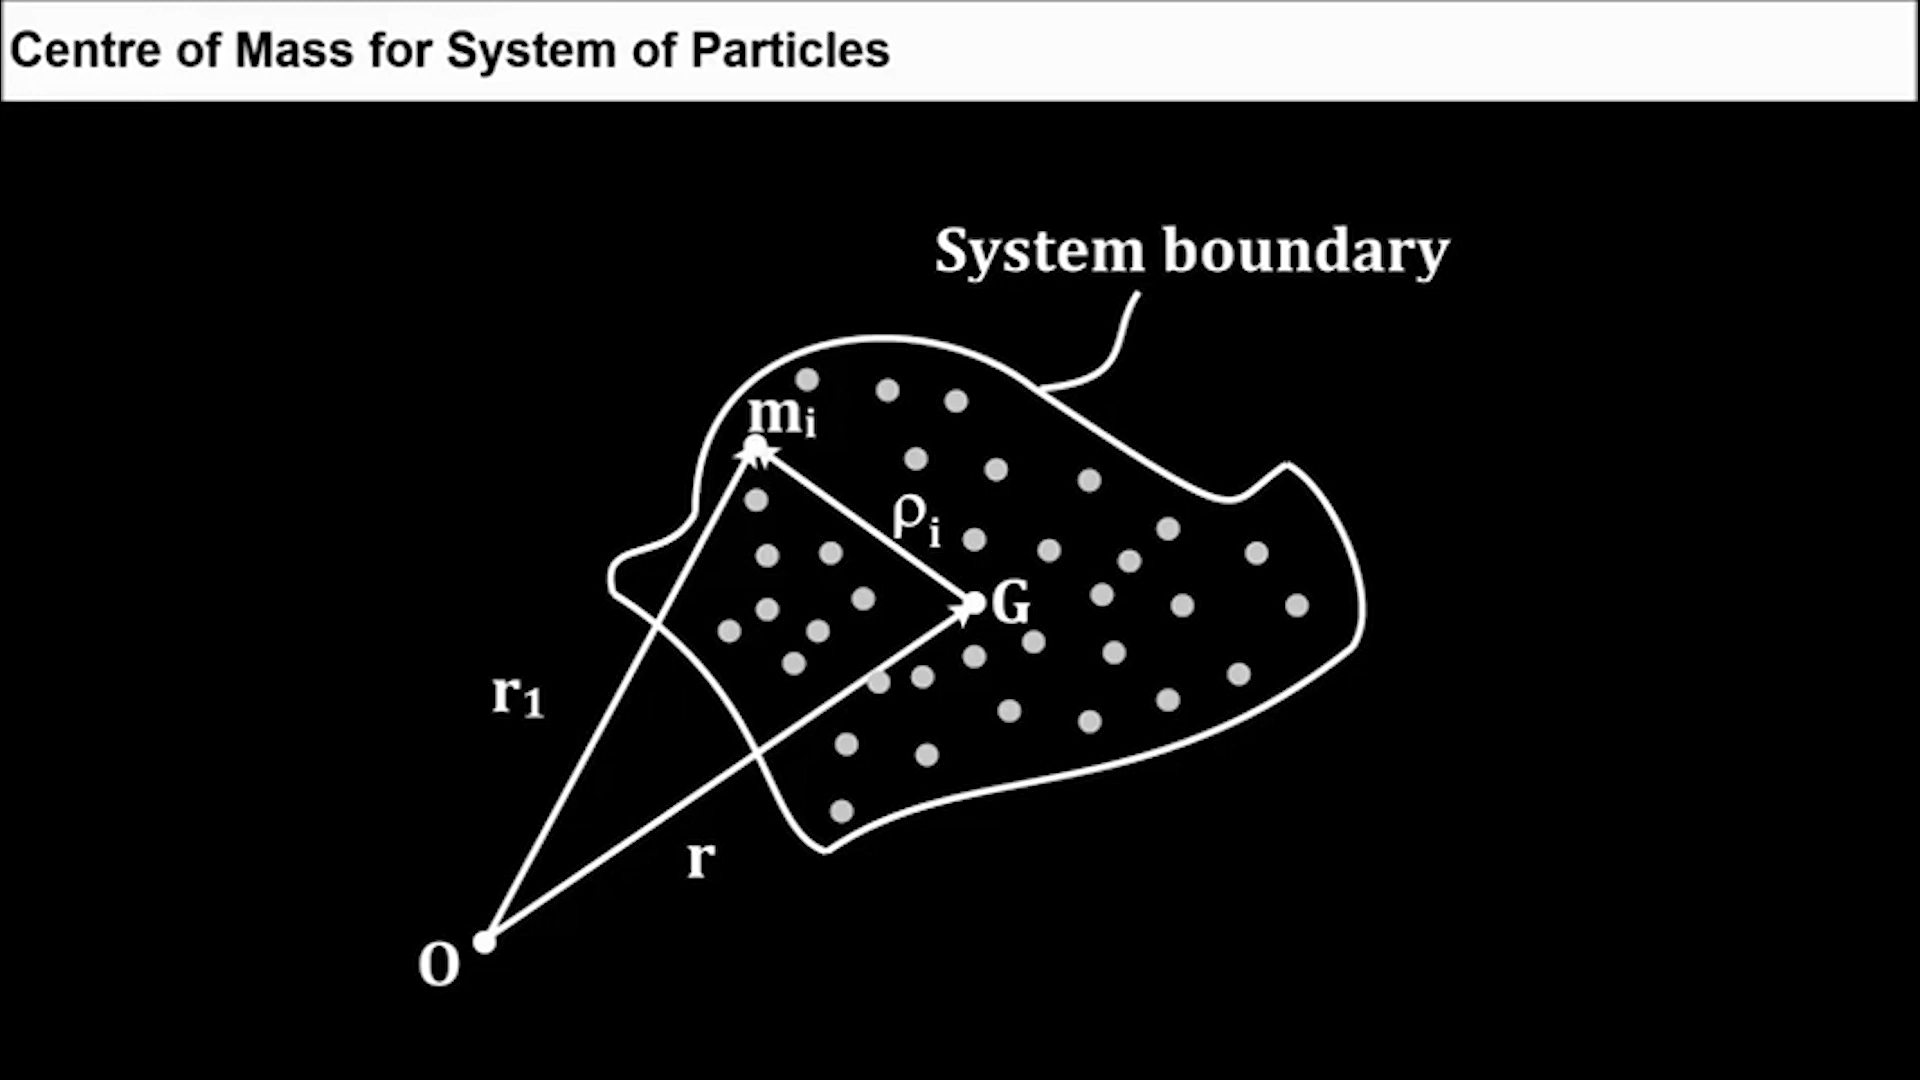 Centre of Mass for System of Particles
System boundary
mᵢ
ρᵢ
G
r₁
r
O